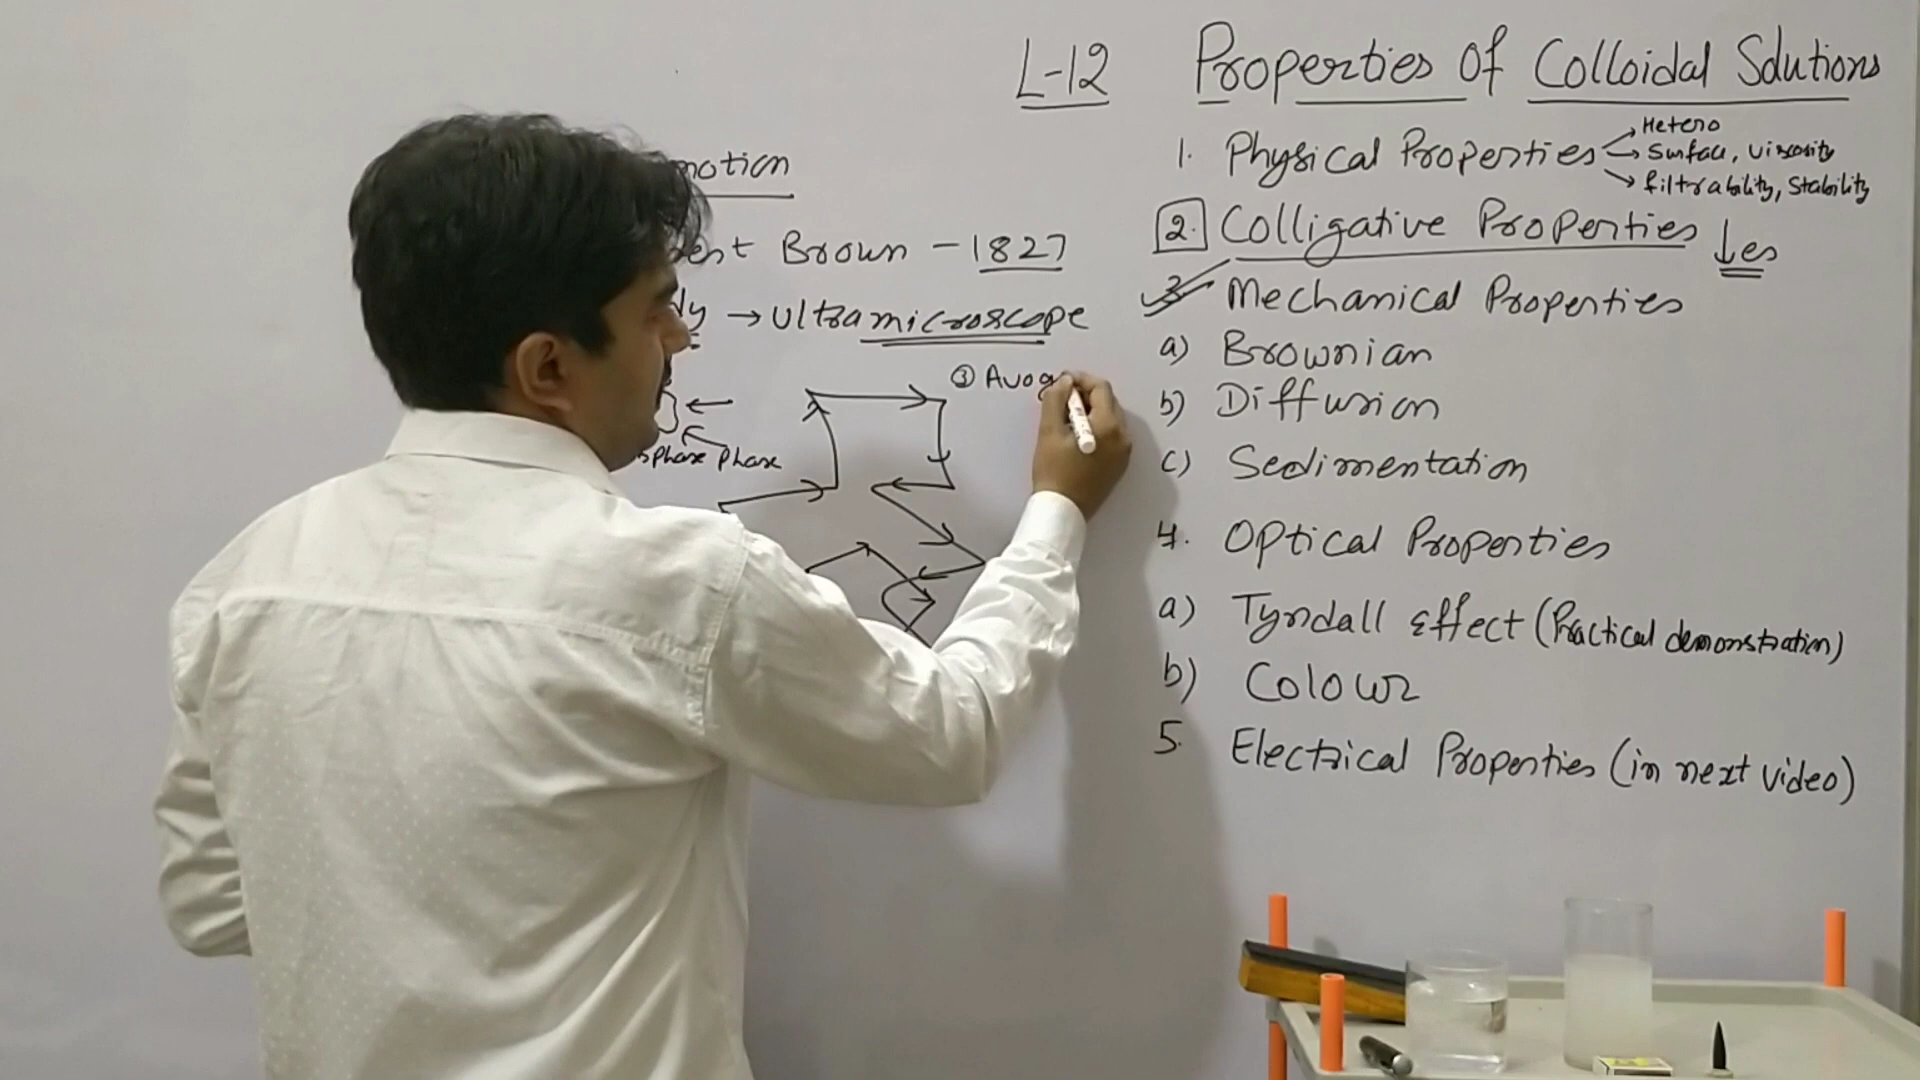 L-12 Properties Of Colloidal Solutions
1. Physical Properties
Hetero
Surface, viscosity
filtrability, Stability
2. Colligative Properties ↓es
3. Mechanical Properties
a) Brownian
b) Diffusion
c) Sedimentation
4. Optical Properties
a) Tyndall Effect (Practical demonstration)
b) Colour
5. Electrical Properties (in next video)
motion
Brown - 1827
→ Ultramicroscope
③ Avog
Phase